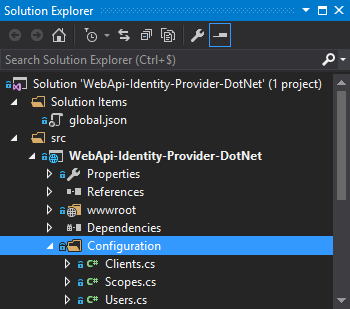 Solution Explorer
Search Solution Explorer (Ctrl+$)
Solution 'WebApi-Identity-Provider-DotNet' (1 project)
Solution Items
global.json
src
WebApi-Identity-Provider-DotNet
Properties
References
wwwroot
Dependencies
Configuration
C# Clients.cs
C# Scopes.cs
C# Users.cs